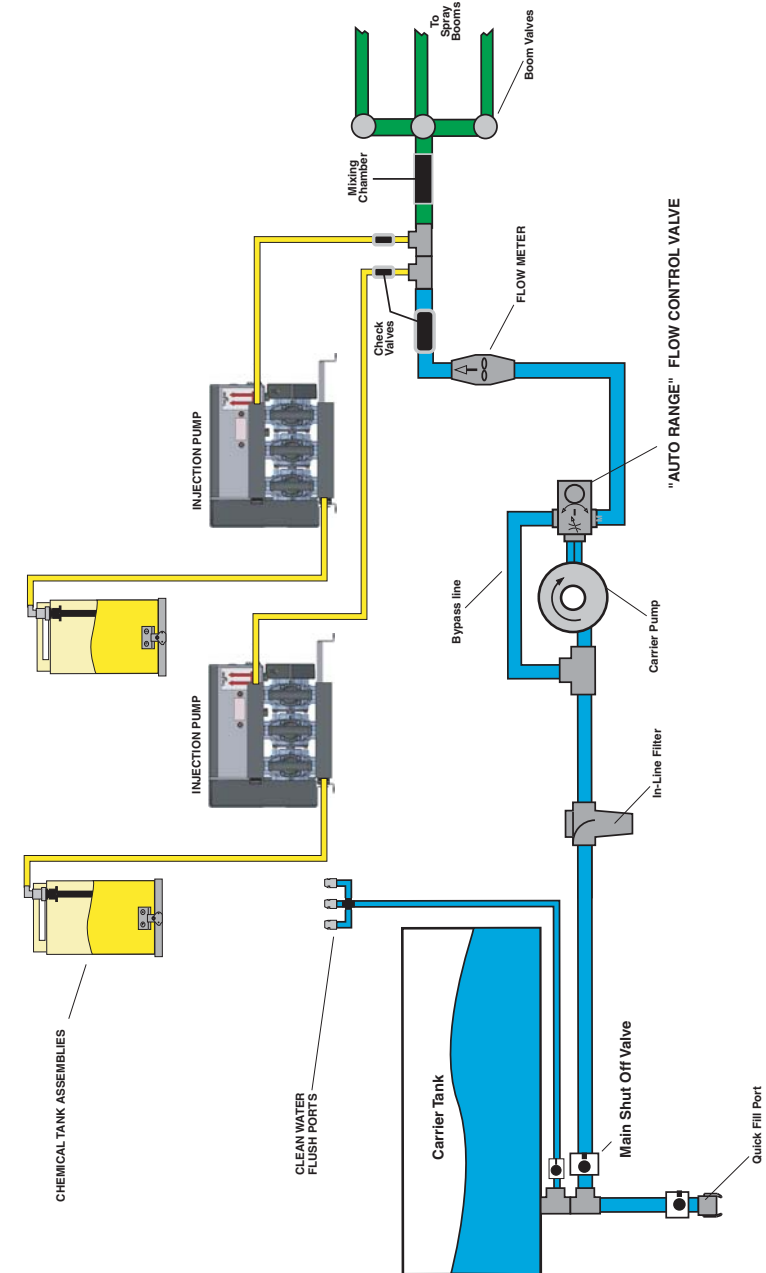 To
Spray
Booms
Boom Valves
Mixing
Chamber
FLOW METER
"AUTO RANGE"  FLOW CONTROL VALVE
Check
Valves
INJECTION PUMP
Bypass line
Carrier Pump
INJECTION PUMP
In-Line Filter
CHEMICAL TANK ASSEMBLIES
CLEAN WATER
FLUSH PORTS
Carrier Tank
Main Shut Off Valve
Quick Fill Port